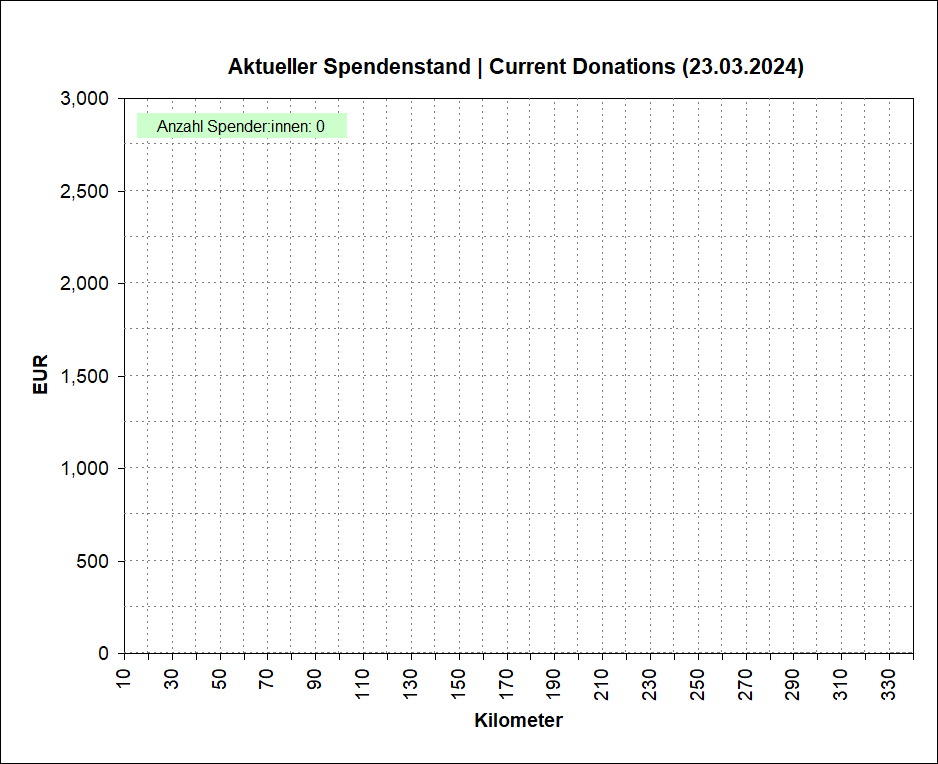 Aktueller Spendenstand | Current Donations (23.03.2024)
3,000
Anzahl Spender:innen: 0
2,500
2,000
1,500
EUR
1,000
500
0
10 30 50 70 90 110 130 150 170 190 210 230 250 270 290 310 330
Kilometer